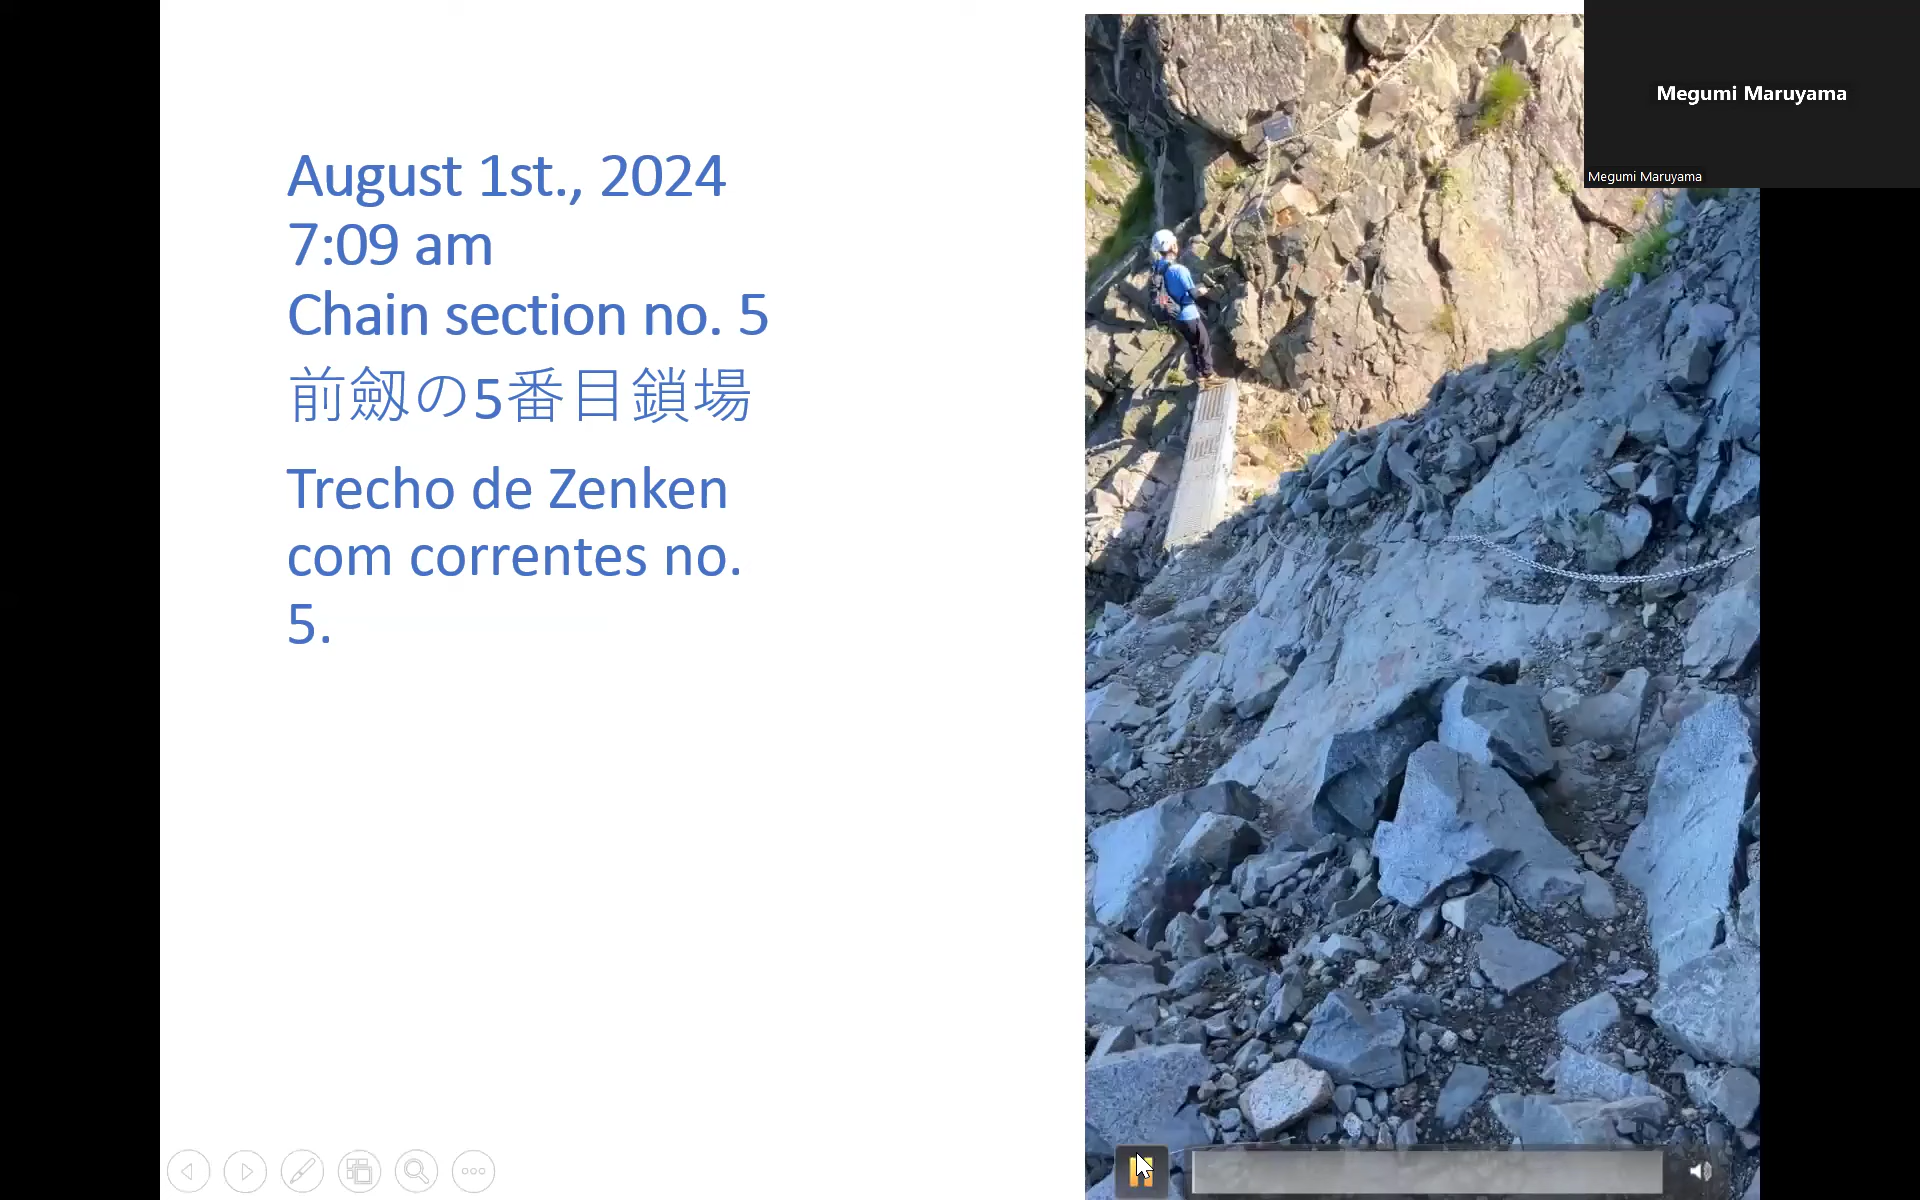 August 1st., 2024
7:09 am
Chain section no. 5
前劔の5番目鎖場
Trecho de Zenken
com correntes no.
5.
Megumi Maruyama
Megumi Maruyama